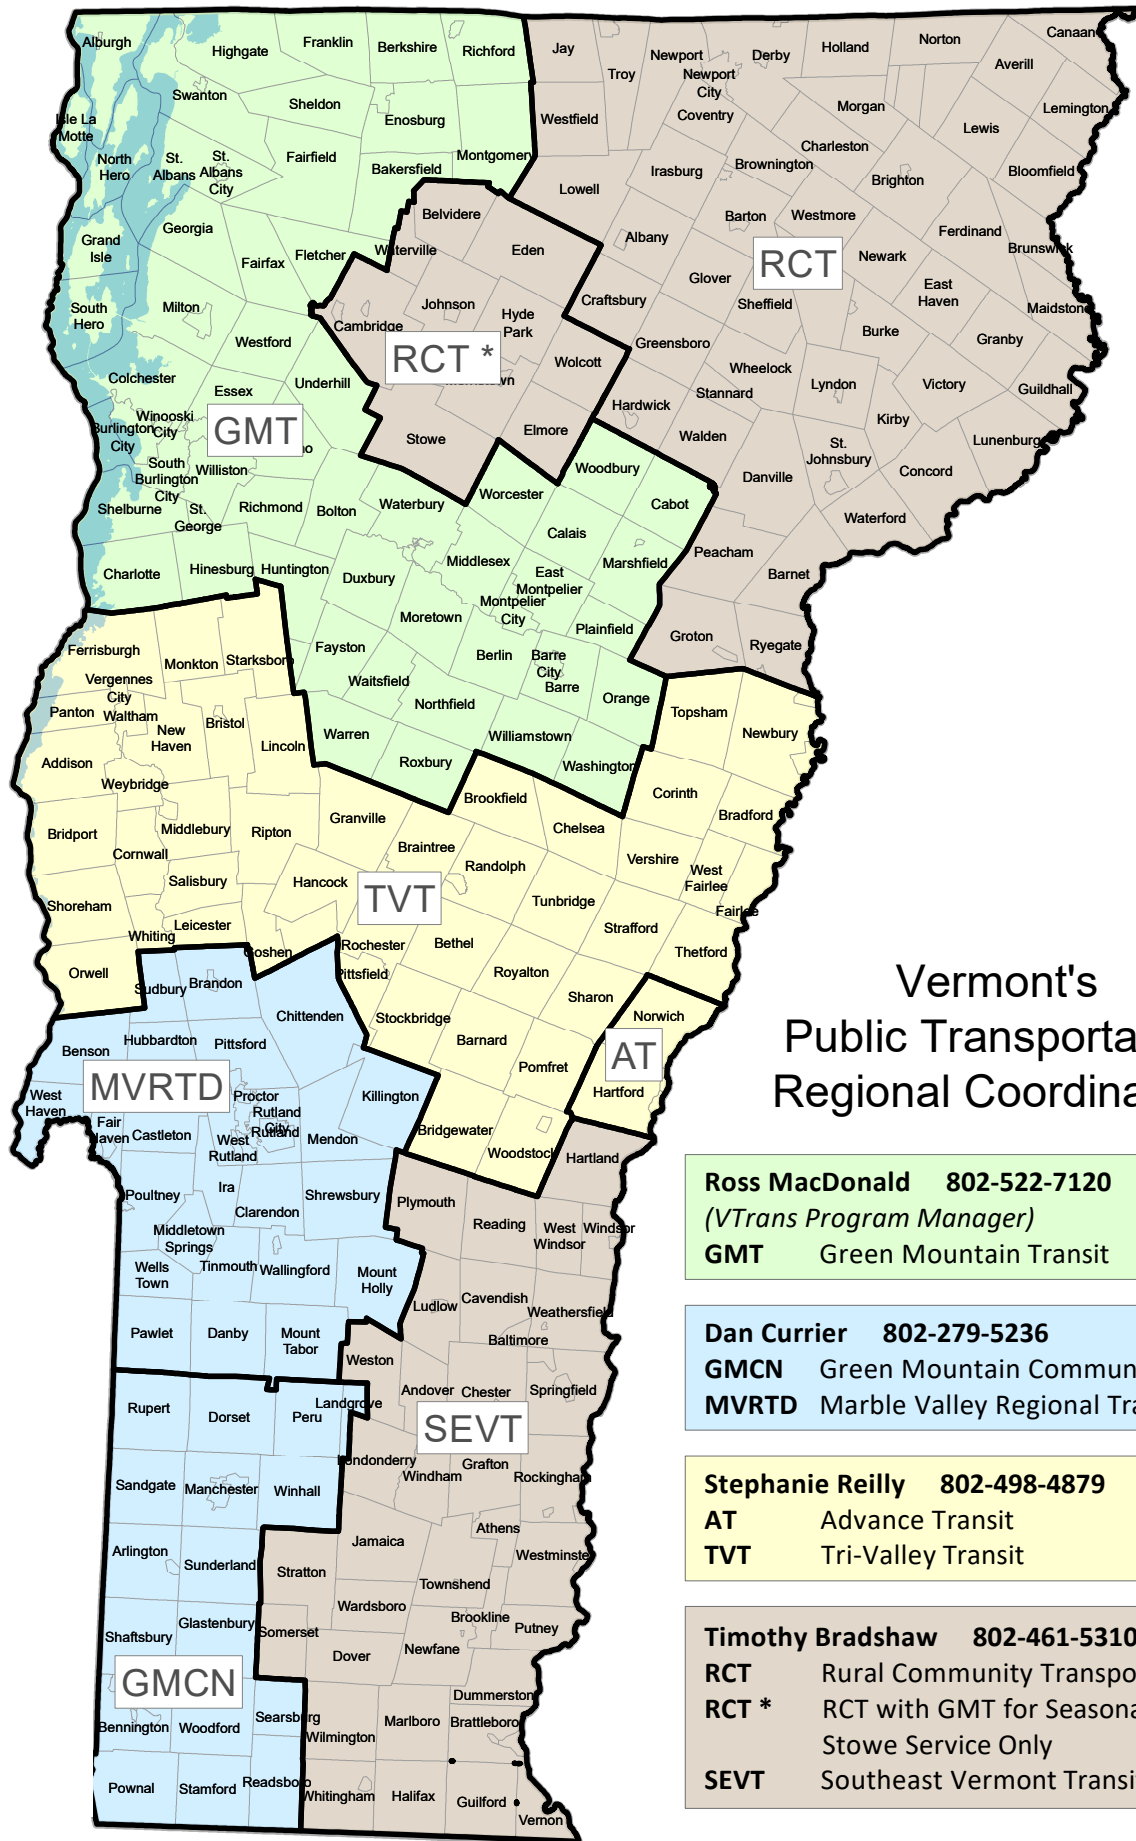 Alburgh
Highgate
Franklin
Berkshire
Richford
Jay
Troy
Newport
Newport
City
Derby
Holland
Norton
Canaan
Averill
Swanton
Sheldon
Enosburg
Westfield
Coventry
Morgan
Lewis
Lemington
Isle La
Motte
North
Hero
St.
Albans
St.
Albans
City
Fairfield
Bakersfield
Montgomery
Lowell
Irasburg
Brownington
Charleston
Brighton
Bloomfield
Grand
Isle
Georgia
Fairfax
Fletcher
Waterville
Belvidere
Eden
Albany
Barton
Westmore
Newark
Ferdinand
Brunswick
RCT
South
Hero
Milton
Westford
Cambridge
Johnson
Hyde
Park
Craftsbury
Glover
Sheffield
East
Haven
Maidstone
RCT *
Wolcott
Greensboro
Wheelock
Burke
Granby
Colchester
Essex
Underhill
Stannard
Lyndon
Victory
Guildhall
Winooski
City
Burlington
City
GMT
Stowe
Elmore
Hardwick
Walden
Kirby
St.
Johnsbury
Lunenburg
South
Burlington
City
Williston
Woodbury
Danville
Concord
Shelburne
St.
George
Richmond
Bolton
Waterbury
Worcester
Cabot
Waterford
Calais
Charlotte
Hinesburg
Huntington
Duxbury
Middlesex
East
Montpelier
Marshfield
Peacham
Barnet
Montpelier
City
Moretown
Plainfield
Groton
Ryegate
Ferrisburgh
Monkton
Starksboro
Fayston
Berlin
Barre
City
Barre
Vergennes
City
Waitsfield
Northfield
Orange
Topsham
Newbury
Panton
Waltham
New
Haven
Bristol
Lincoln
Warren
Roxbury
Williamstown
Washington
Addison
Weybridge
Brookfield
Corinth
Bradford
Bridport
Middlebury
Ripton
Granville
Chelsea
Cornwall
Braintree
Randolph
Vershire
West
Fairlee
Salisbury
Hancock
TVT
Tunbridge
Fairlee
Shoreham
Leicester
Strafford
Whiting
Goshen
Rochester
Bethel
Thetford
Orwell
Pittsfield
Royalton
Sudbury
Brandon
Sharon
Chittenden
Stockbridge
Norwich
Benson
Hubbardton
Pittsford
Barnard
AT
Pomfret
MVRTD
Hartford
West
Haven
Proctor
Rutland
City
Rutland
Killington
Fair
Haven
Castleton
West
Rutland
Mendon
Bridgewater
Woodstock
Hartland
Poultney
Ira
Clarendon
Shrewsbury
Plymouth
Reading
West
Windsor
Windsor
Middletown
Springs
Wells
Town
Tinmouth
Wallingford
Mount
Holly
Ludlow
Cavendish
Weathersfield
Pawlet
Danby
Mount
Tabor
Baltimore
Weston
Andover
Chester
Springfield
Rupert
Dorset
Peru
Landgrove
SEVT
Londonderry
Windham
Grafton
Rockingham
Sandgate
Manchester
Winhall
Athens
Arlington
Sunderland
Jamaica
Westminster
Stratton
Townshend
Glastenbury
Wardsboro
Brookline
Shaftsbury
Somerset
Putney
Dover
Newfane
GMCN
Dummerston
Bennington
Woodford
Searsburg
Wilmington
Marlboro
Brattleboro
Pownal
Stamford
Readsboro
Whitingham
Halifax
Guilford
Vernon
Vermont's
Public Transporta
Regional Coordina
Ross MacDonald 802-522-7120
(VTrans Program Manager)
GMT Green Mountain Transit
Dan Currier 802-279-5236
GMCN Green Mountain Commun
MVRTD Marble Valley Regional Tra
Stephanie Reilly 802-498-4879
AT Advance Transit
TVT Tri-Valley Transit
Timothy Bradshaw 802-461-5310
RCT Rural Community Transpo
RCT * RCT with GMT for Seasona
Stowe Service Only
SEVT Southeast Vermont Transi